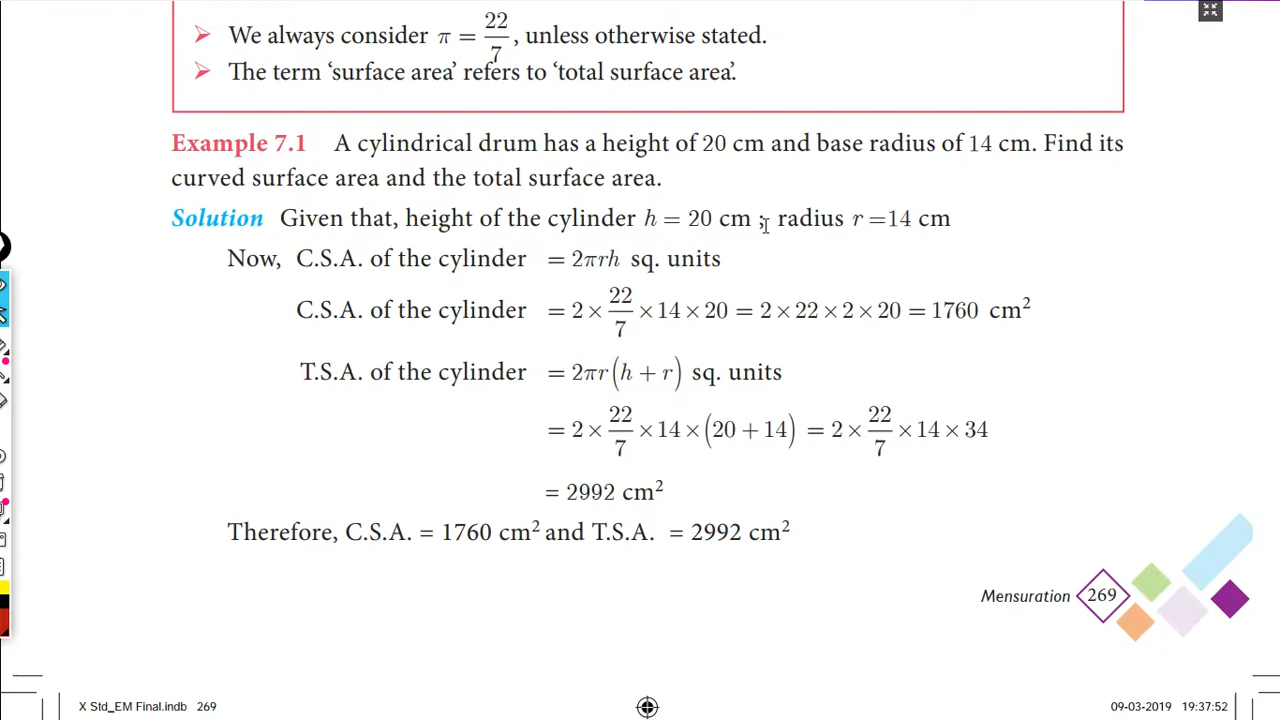 ➢ We always consider π = 22/7, unless otherwise stated.
➢ The term ‘surface area’ refers to ‘total surface area’.
Example 7.1 A cylindrical drum has a height of 20 cm and base radius of 14 cm. Find its
curved surface area and the total surface area.
Solution Given that, height of the cylinder h = 20 cm ; radius r =14 cm
Now, C.S.A. of the cylinder = 2πrh sq. units
C.S.A. of the cylinder = 2 × 22/7 × 14 × 20 = 2 × 22 × 2 × 20 = 1760 cm²
T.S.A. of the cylinder = 2πr(h + r) sq. units
= 2 × 22/7 × 14 × (20 + 14) = 2 × 22/7 × 14 × 34
= 2992 cm²
Therefore, C.S.A. = 1760 cm² and T.S.A. = 2992 cm²
Mensuration 269
X Std_EM Final.indb 269 09-03-2019 19:37:52